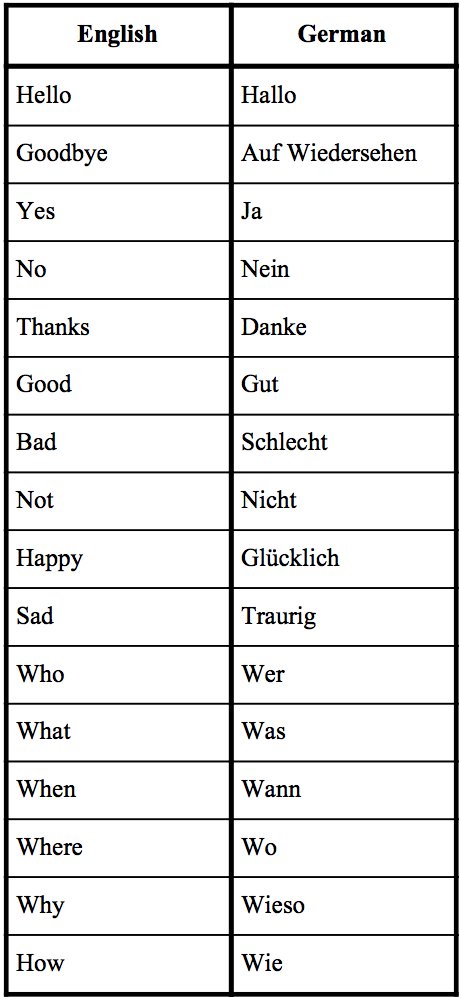 English German
Hello Hallo
Goodbye Auf Wiedersehen
Yes Ja
No Nein
Thanks Danke
Good Gut
Bad Schlecht
Not Nicht
Happy Glücklich
Sad Traurig
Who Wer
What Was
When Wann
Where Wo
Why Wieso
How Wie